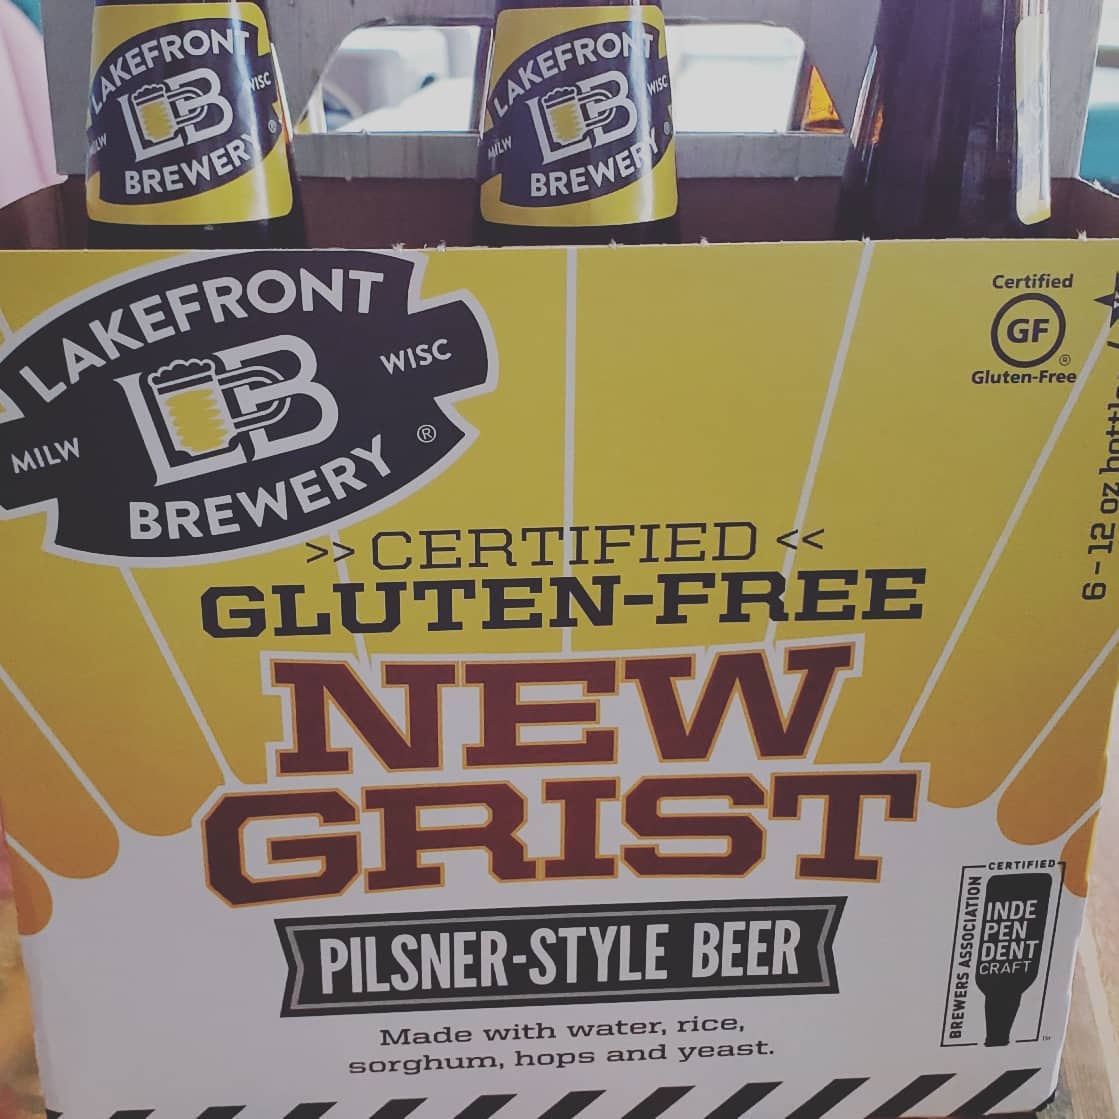 LAKEFRONT
MILW LB WISC
BREWERY ®
LAKEFRONT
MILW LB WISC
BREWERY ®
LAKEFRONT
LB
MILW WISC
BREWERY ®
Certified
GF ®
Gluten-Free
6-12 oz bottle
>> CERTIFIED <<
GLUTEN-FREE
NEW
GRIST
PILSNER-STYLE BEER
Made with water, rice,
sorghum, hops and yeast.
CERTIFIED
BREWERS ASSOCIATION
INDE
PEN
DENT
CRAFT
TM